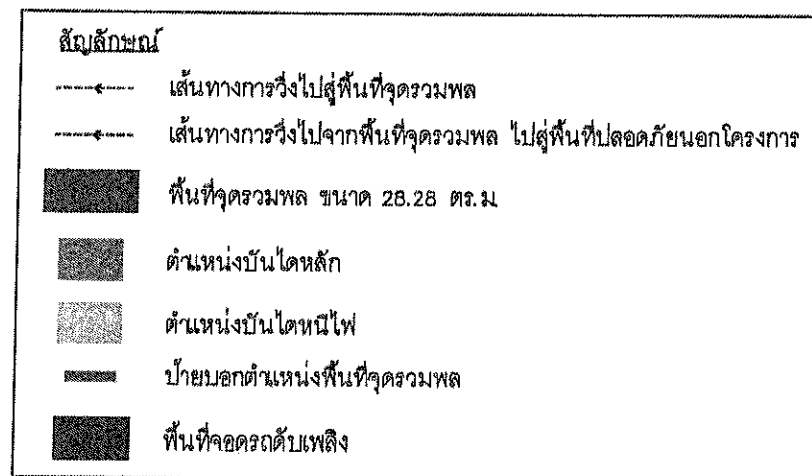 สัญลักษณ์
เส้นทางการวิ่งไปสู่พื้นที่จุดรวมพล
เส้นทางการวิ่งไปจากพื้นที่จุดรวมพล ไปสู่พื้นที่ปลอดภัยนอกโครงการ
พื้นที่จุดรวมพล ขนาด 28.28 ตร.ม.
ตำแหน่งบันไดหลัก
ตำแหน่งบันไดหนีไฟ
ป้ายบอกตำแหน่งพื้นที่จุดรวมพล
พื้นที่จอดรถดับเพลิง